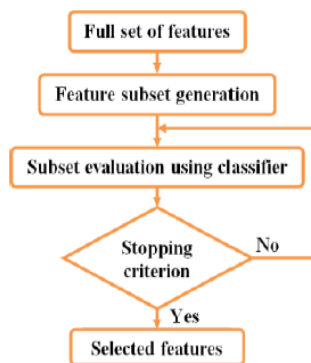 Full set of features
Feature subset generation
Subset evaluation using classifier
Stopping
criterion
No
Yes
Selected features